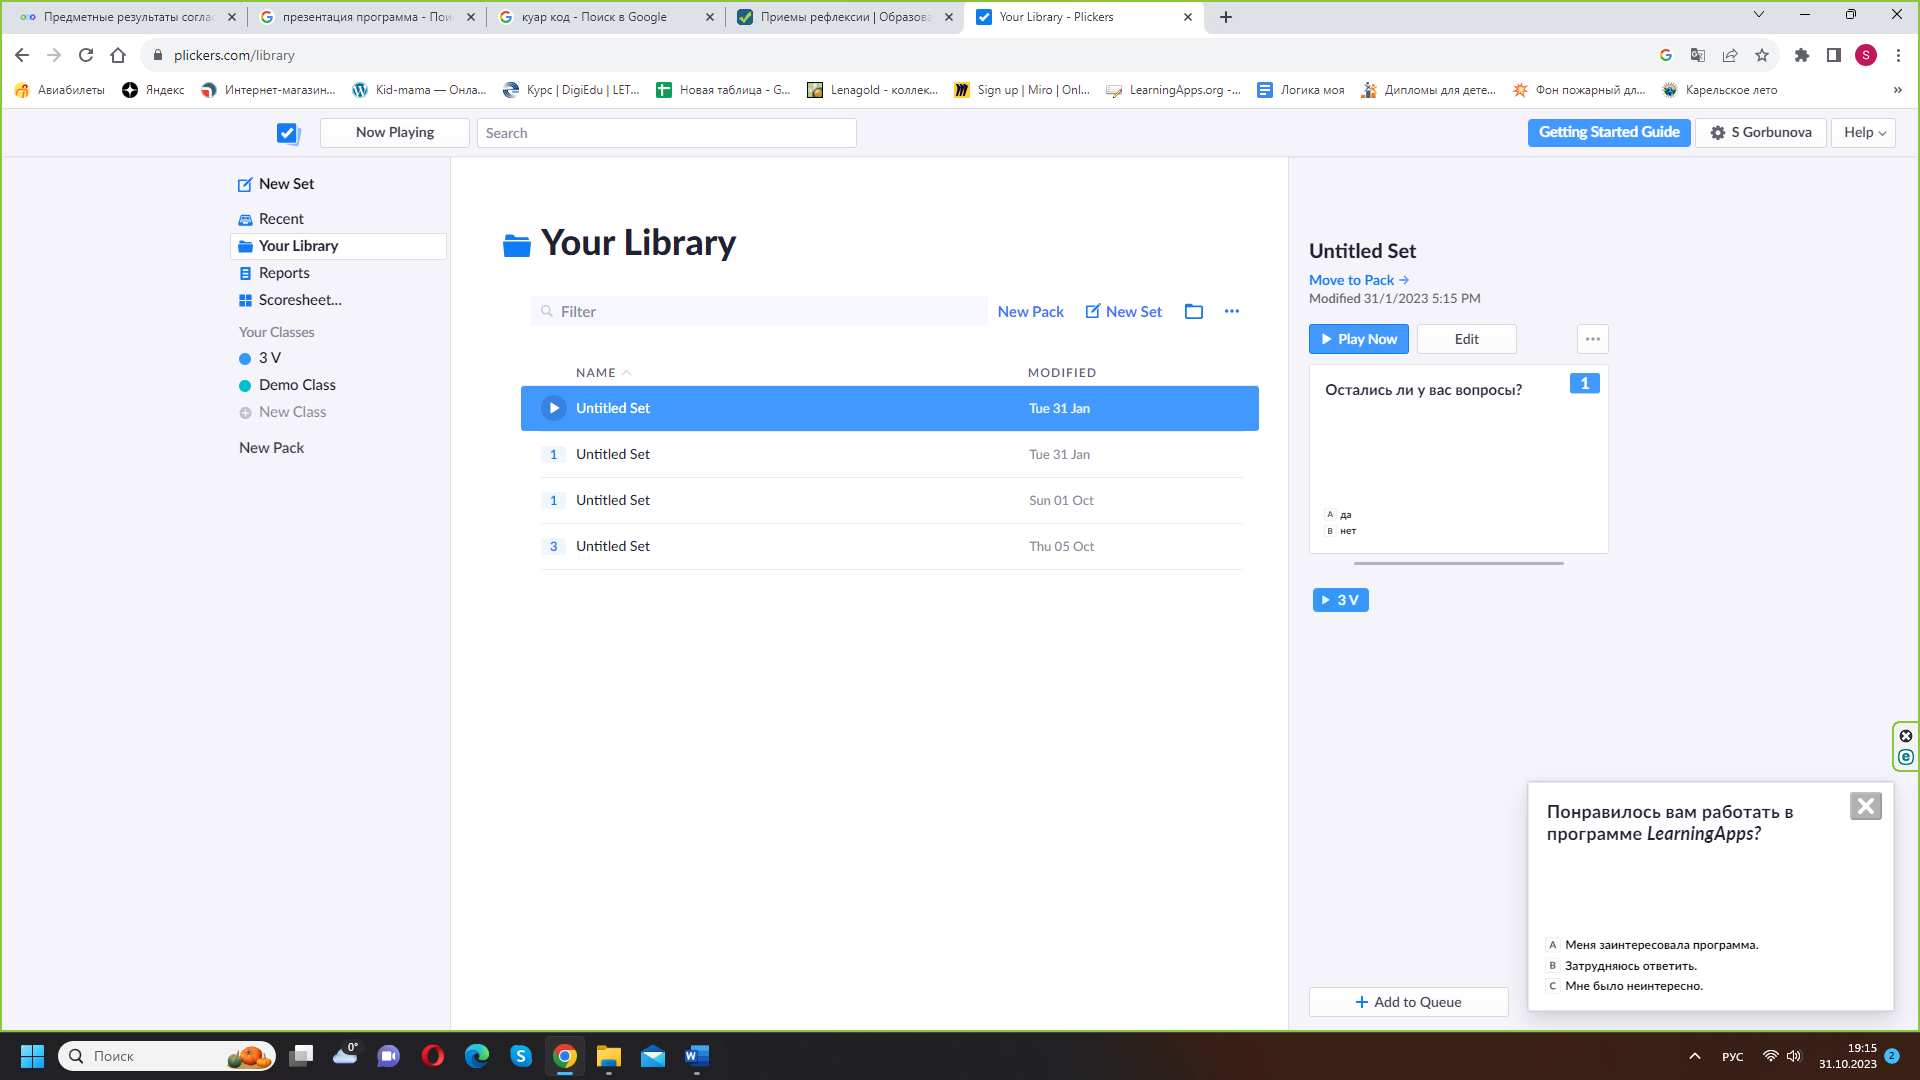 Предметные результаты согла
презентация программа - Пои
куар код - Поиск в Google
Приемы рефлексии | Образова
Your Library - Plickers
plickers.com/library
S
Авиабилеты
Яндекс
Интернет-магазин...
Kid-mama — Онла...
Курс | DigiEdu | LET...
Новая таблица - G...
Lenagold - коллек...
Sign up | Miro | Onl...
LearningApps.org -...
Логика моя
Дипломы для дете...
Фон пожарный дл...
Карельское лето
»
Now Playing
Search
Getting Started Guide
S Gorbunova
Help
New Set
Recent
Your Library
Reports
Scoresheet...
Your Classes
3 V
Demo Class
New Class
New Pack
Your Library
Filter
New Pack
New Set
NAME
MODIFIED
Untitled Set
Tue 31 Jan
1
Untitled Set
Tue 31 Jan
1
Untitled Set
Sun 01 Oct
3
Untitled Set
Thu 05 Oct
Untitled Set
Move to Pack →
Modified 31/1/2023 5:15 PM
Play Now
Edit
Остались ли у вас вопросы?
1
A да
B нет
3 V
Понравилось вам работать в
программе LearningApps?
A Меня заинтересовала программа.
B Затрудняюсь ответить.
C Мне было неинтересно.
+ Add to Queue
Поиск
0°
РУС
19:15
31.10.2023
2